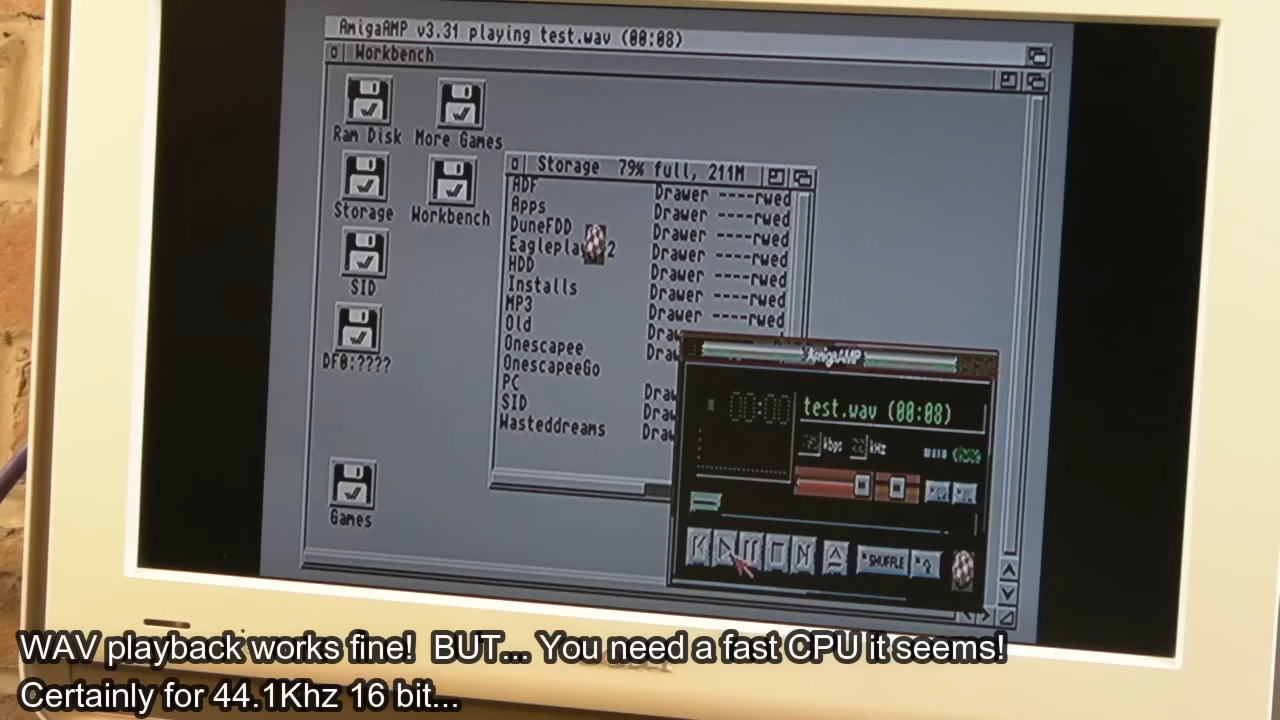 AmigaAMP v3.31 playing test.wav (00:08)
Workbench
Ram Disk
More Games
Storage
Workbench
SID
DF0:????
Games
Storage 79% full, 211M
ADF Drawer ----rwed
Apps Drawer ----rwed
DuneFDD Drawer ----rwed
Drawer ----rwed
HDD Drawer ----rwed
Installs Drawer ----rwed
MP3 Drawer ----rwed
Old
Onescapee
OnescapeeGo
PC
SID
Wasteddreams
AmigaAMP
00:00
test.wav (00:08)
kbps
kHz
SHUFFLE
WAV playback works fine! BUT... You need a fast CPU it seems!
Certainly for 44.1Khz 16 bit...